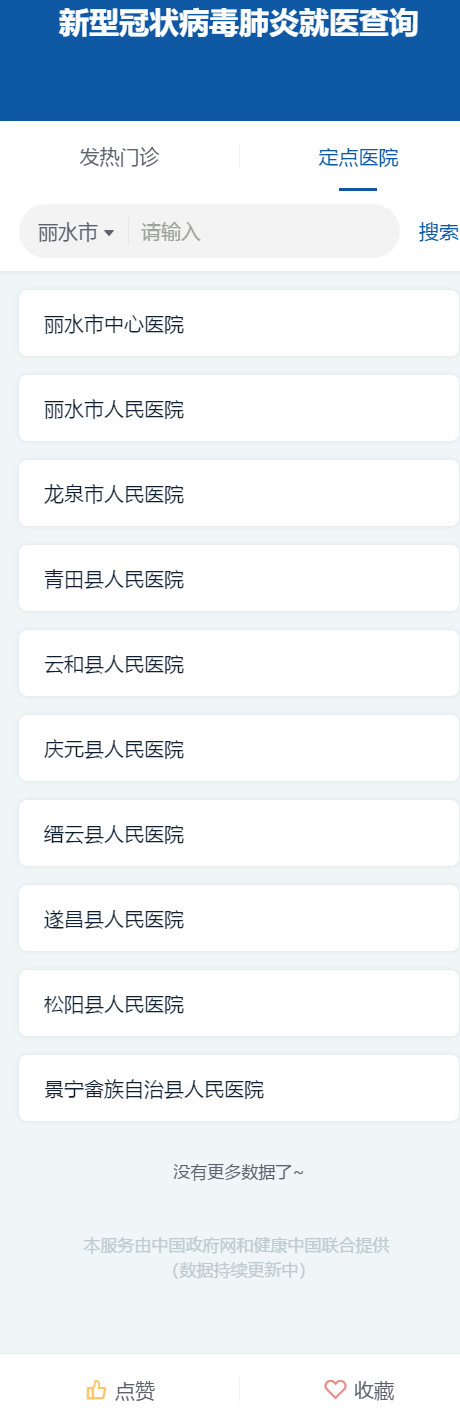 新型冠状病毒肺炎就医查询
发热门诊
定点医院
丽水市
请输入
搜索
丽水市中心医院
丽水市人民医院
龙泉市人民医院
青田县人民医院
云和县人民医院
庆元县人民医院
缙云县人民医院
遂昌县人民医院
松阳县人民医院
景宁畲族自治县人民医院
没有更多数据了~
本服务由中国政府网和健康中国联合提供
（数据持续更新中）
点赞
收藏